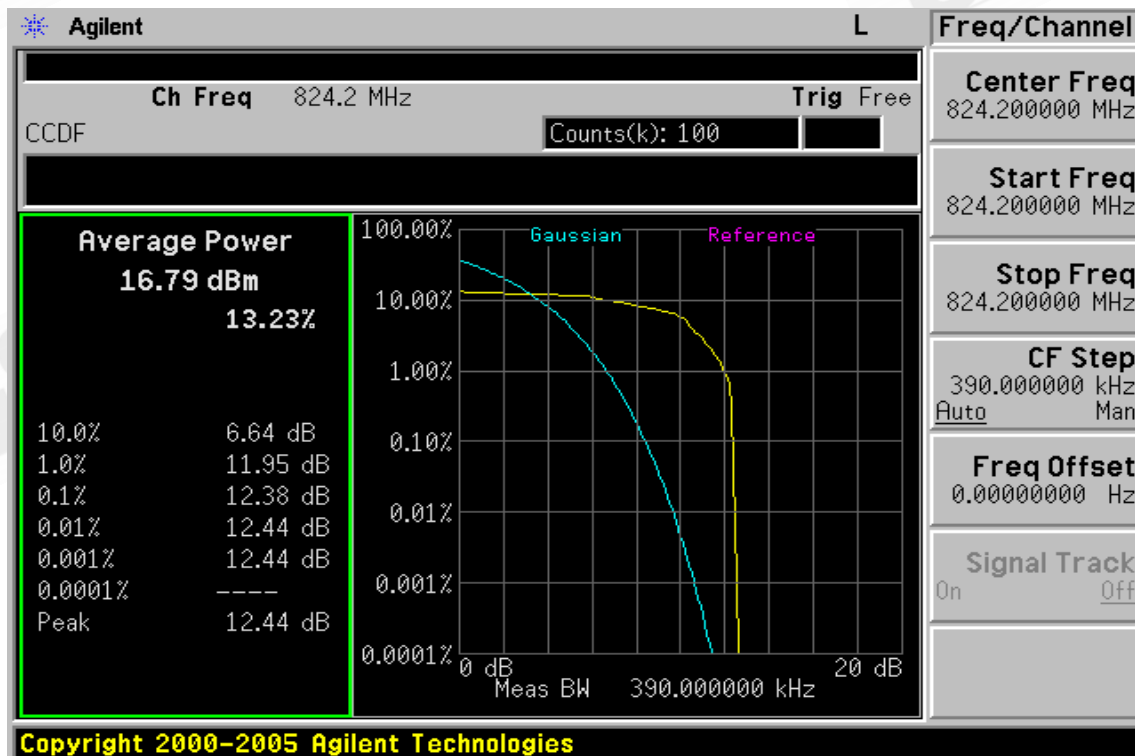 Agilent L Freq/Channel
Ch Freq 824.2 MHz Trig Free
CCDF Counts(k): 100
Average Power
16.79 dBm
13.23%
10.0% 6.64 dB
1.0% 11.95 dB
0.1% 12.38 dB
0.01% 12.44 dB
0.001% 12.44 dB
0.0001% ----
Peak 12.44 dB
Gaussian Reference
100.00%
10.00%
1.00%
0.10%
0.01%
0.001%
0.0001%
0 dB 20 dB
Meas BW 390.000000 kHz
Center Freq
824.200000 MHz
Start Freq
824.200000 MHz
Stop Freq
824.200000 MHz
CF Step
390.000000 kHz
Auto Man
Freq Offset
0.00000000 Hz
Signal Track
On Off
Copyright 2000-2005 Agilent Technologies